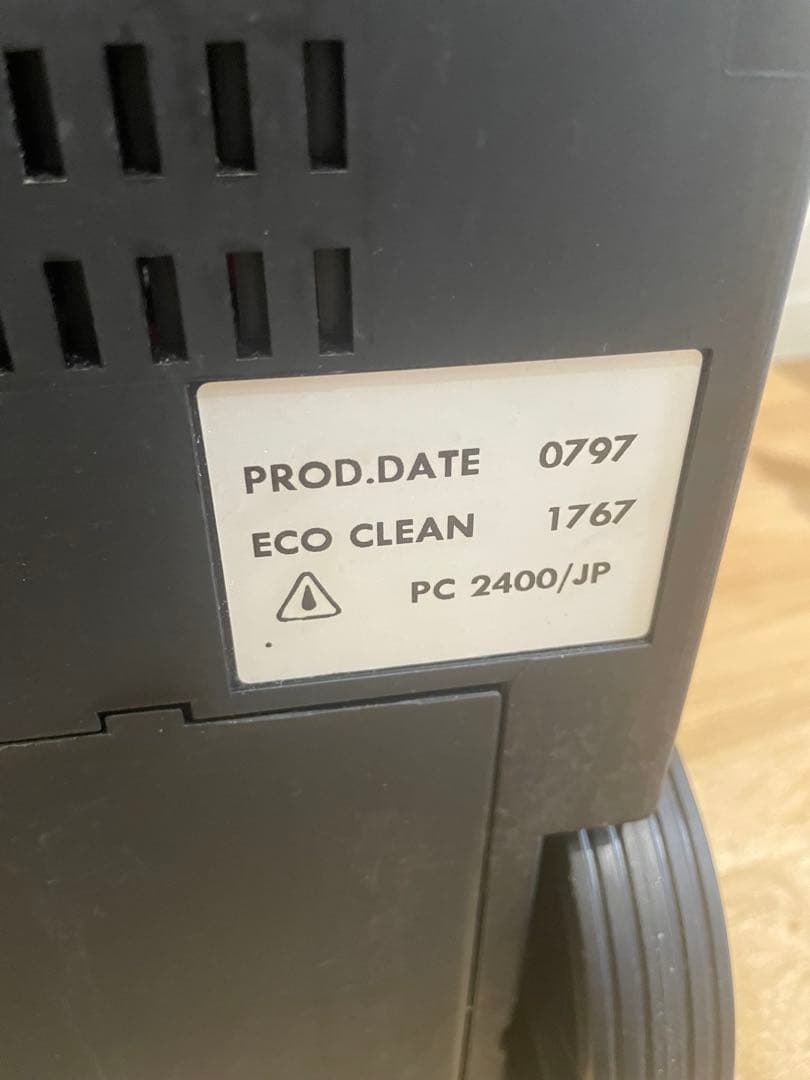 PROD.DATE 0797
ECO CLEAN 1767
PC 2400/JP